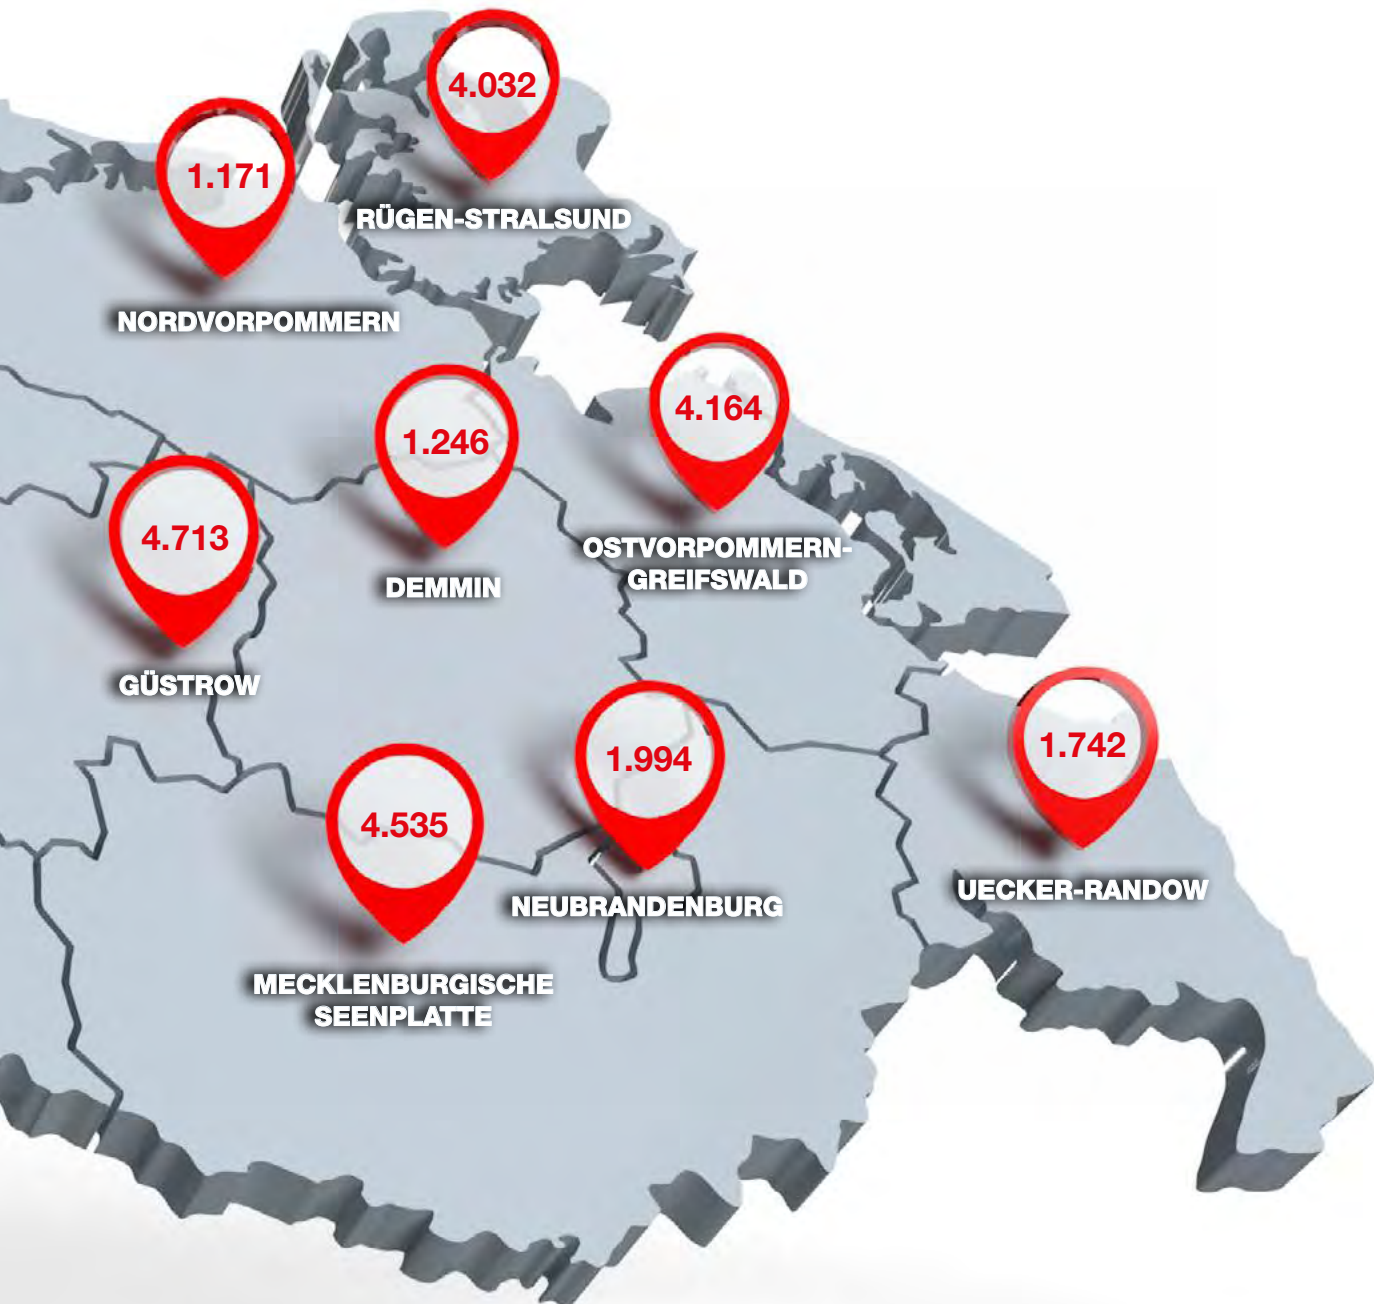 4.032
RÜGEN-STRALSUND
1.171
NORDVORPOMMERN
4.164
OSTVORPOMMERN-
GREIFSWALD
1.246
DEMMIN
4.713
GÜSTROW
1.994
NEUBRANDENBURG
1.742
UECKER-RANDOW
4.535
MECKLENBURGISCHE
SEENPLATTE